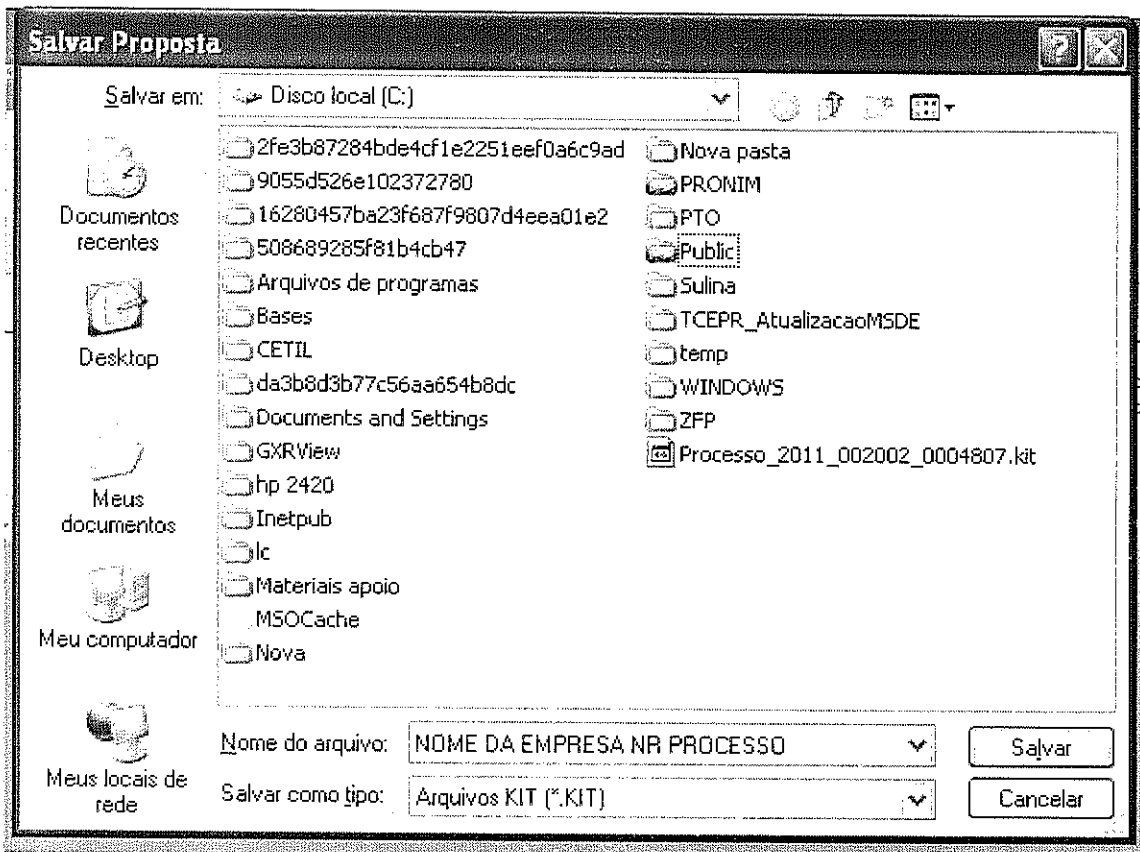 Salvar Proposta
Salvar em:
Disco local (C:)
Documentos
recentes
Desktop
Meus
documentos
Meu computador
Meus locais de
rede
2fe3b87284bde4cf1e2251eef0a6c9ad
9055d526e102372780
16280457ba23f687f9807d4eea01e2
508689285f81b4cb47
Arquivos de programas
Bases
CETIL
da3b8d3b77c56aa654b8dc
Documents and Settings
GXRView
hp 2420
Inetpub
lc
Materiais apoio
MSOCache
Nova
Nova pasta
PRONIM
PTO
Public
Sulina
TCEPR_AtualizacaoMSDE
temp
WINDOWS
ZFP
Processo_2011_002002_0004807.kit
Nome do arquivo:
NOME DA EMPRESA NR PROCESSO
Salvar
Salvar como tipo:
Arquivos KIT (*.KIT)
Cancelar